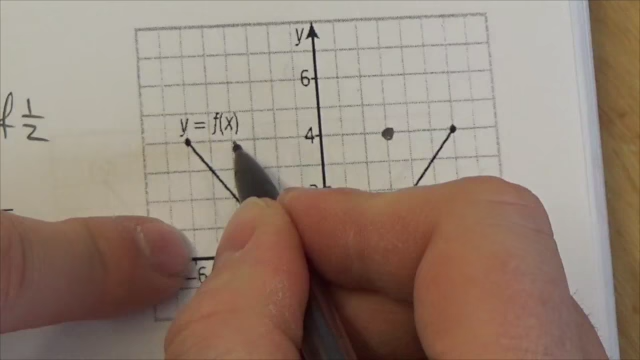 y
6
f 1/2
y = f(x)
4
-6